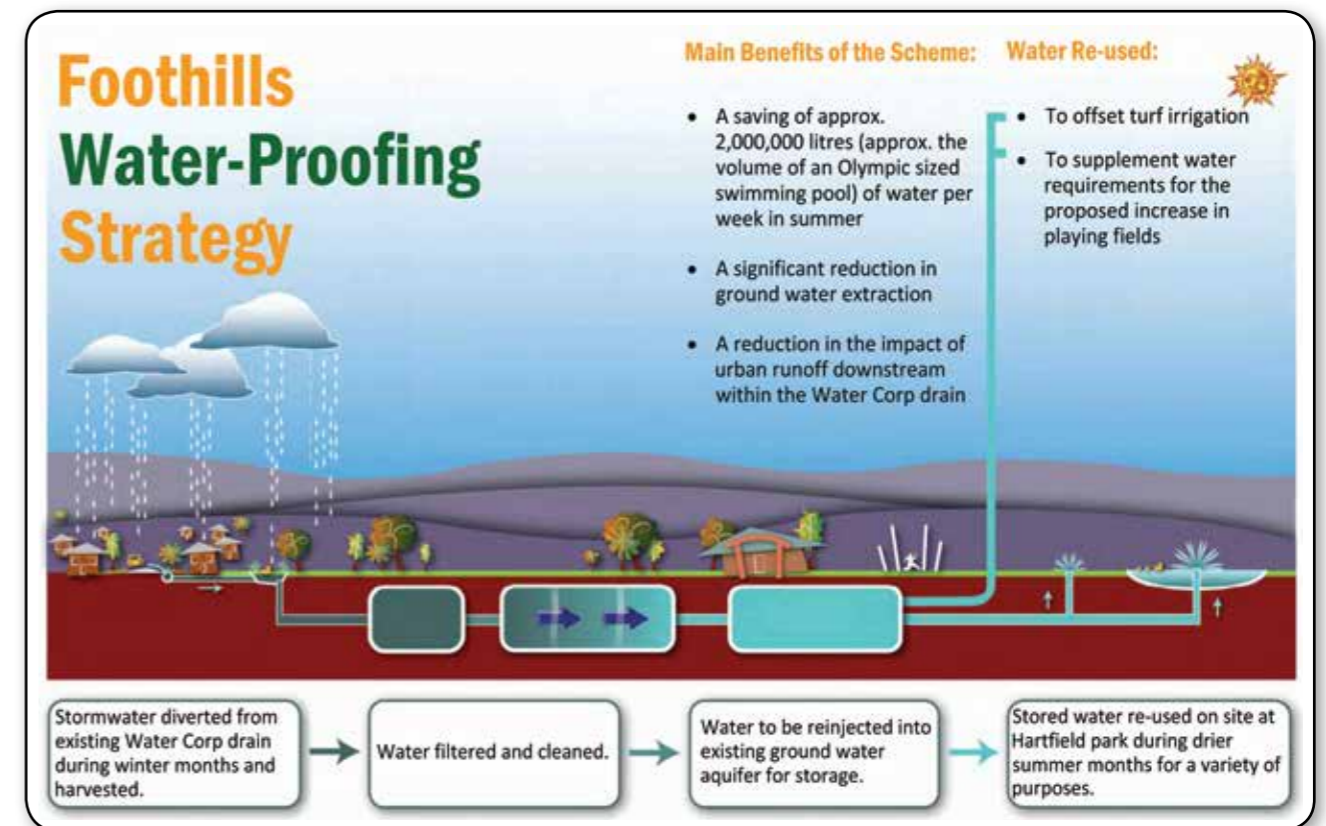 Foothills
Water-Proofing
Strategy
Main Benefits of the Scheme:
• A saving of approx.
2,000,000 litres (approx. the
volume of an Olympic sized
swimming pool) of water per
week in summer
• A significant reduction in
ground water extraction
• A reduction in the impact of
urban runoff downstream
within the Water Corp drain
Water Re-used:
• To offset turf irrigation
• To supplement water
requirements for the
proposed increase in
playing fields
Stormwater diverted from
existing Water Corp drain
during winter months and
harvested.
Water filtered and cleaned.
Water to be reinjected into
existing ground water
aquifer for storage.
Stored water re-used on site at
Hartfield park during drier
summer months for a variety of
purposes.